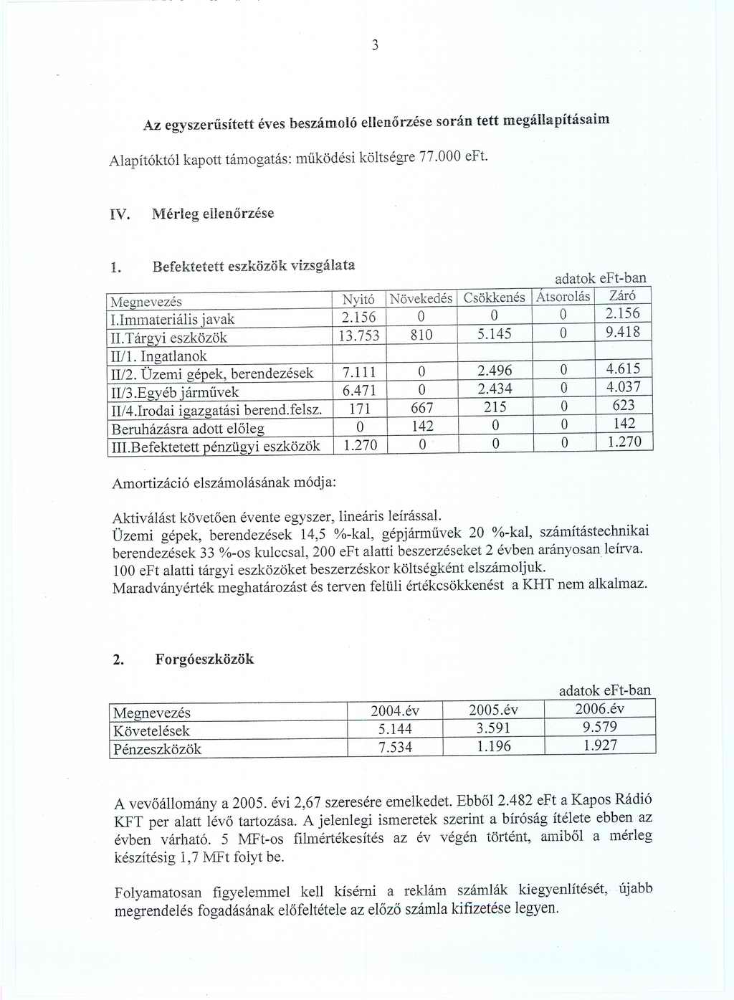 3
Az egyszerűsített éves beszámoló ellenőrzése során tett megállapításaim
Alapítóktól kapott támogatás: működési költségre 77.000 eFt.
IV. Mérleg ellenőrzése
1. Befektetett eszközök vizsgálata
adatok eFt-ban
Megnevezés Nyitó Növekedés Csökkenés Átsorolás Záró
I.Immateriális javak 2.156 0 0 0 2.156
II.Tárgyi eszközök 13.753 810 5.145 0 9.418
II/1. Ingatlanok
II/2. Üzemi gépek, berendezések 7.111 0 2.496 0 4.615
II/3.Egyéb járművek 6.471 0 2.434 0 4.037
II/4.Irodai igazgatási berend.felsz. 171 667 215 0 623
Beruházásra adott előleg 0 142 0 0 142
III.Befektetett pénzügyi eszközök 1.270 0 0 0 1.270
Amortizáció elszámolásának módja:
Aktiválást követően évente egyszer, lineáris leírással.
Üzemi gépek, berendezések 14,5 %-kal, gépjárművek 20 %-kal, számítástechnikai
berendezések 33 %-os kulccsal, 200 eFt alatti beszerzéseket 2 évben arányosan leírva.
100 eFt alatti tárgyi eszközöket beszerzéskor költségként elszámoljuk.
Maradványérték meghatározást és terven felüli értékcsökkenést a KHT nem alkalmaz.
2. Forgóeszközök
adatok eFt-ban
Megnevezés 2004.év 2005.év 2006.év
Követelések 5.144 3.591 9.579
Pénzeszközök 7.534 1.196 1.927
A vevőállomány a 2005. évi 2,67 szeresére emelkedet. Ebből 2.482 eFt a Kapos Rádió
KFT per alatt lévő tartozása. A jelenlegi ismeretek szerint a bíróság ítélete ebben az
évben várható. 5 MFt-os filmértékesítés az év végén történt, amiből a mérleg
készítésig 1,7 MFt folyt be.
Folyamatosan figyelemmel kell kísérni a reklám számlák kiegyenlítését, újabb
megrendelés fogadásának előfeltétele az előző számla kifizetése legyen.